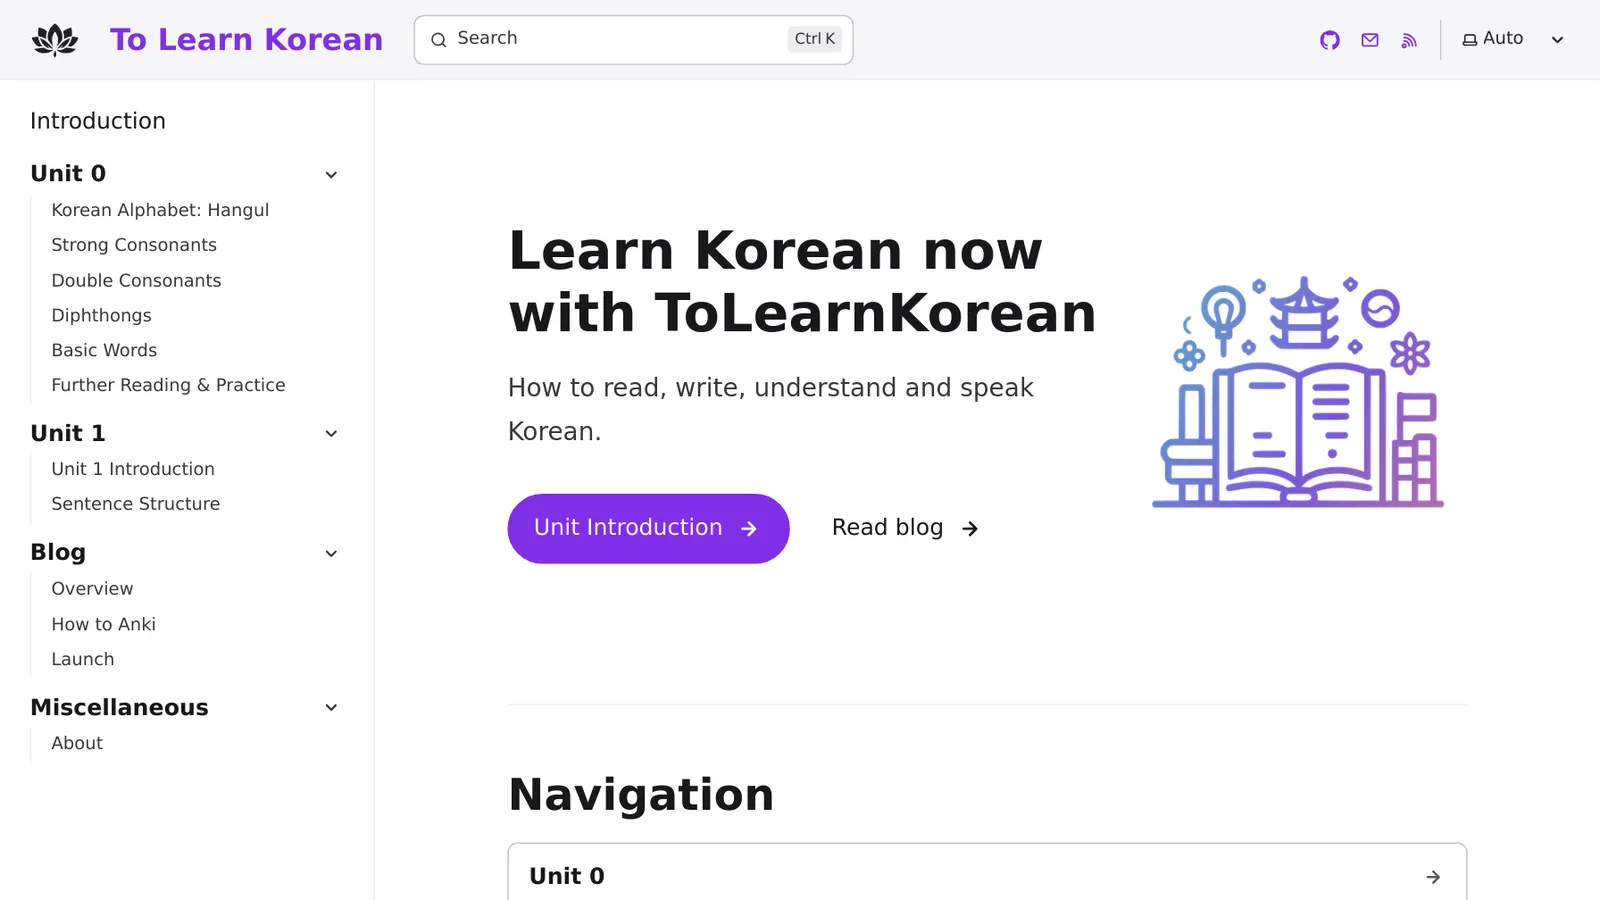 To Learn Korean
Search
Ctrl K
Auto
Introduction
Unit 0
Korean Alphabet: Hangul
Strong Consonants
Double Consonants
Diphthongs
Basic Words
Further Reading & Practice
Unit 1
Unit 1 Introduction
Sentence Structure
Blog
Overview
How to Anki
Launch
Miscellaneous
About
Learn Korean now
with ToLearnKorean
How to read, write, understand and speak
Korean.
Unit Introduction
Read blog
Navigation
Unit 0